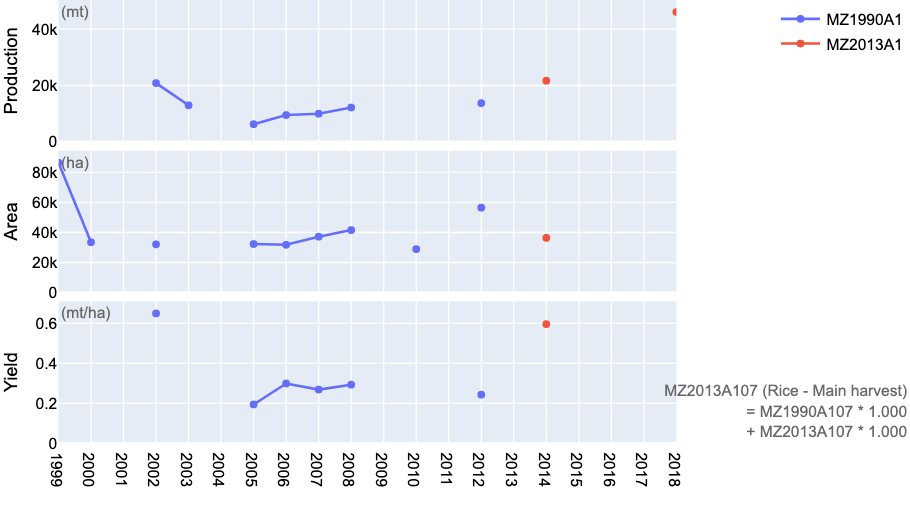 (mt)
Production
40k
20k
0
MZ1990A1
MZ2013A1
(ha)
Area
80k
60k
40k
20k
0
(mt/ha)
Yield
0.6
0.4
0.2
0
MZ2013A107 (Rice - Main harvest)
= MZ1990A107 * 1.000
+ MZ2013A107 * 1.000
1999
2000
2001
2002
2003
2004
2005
2006
2007
2008
2009
2010
2011
2012
2013
2014
2015
2016
2017
2018